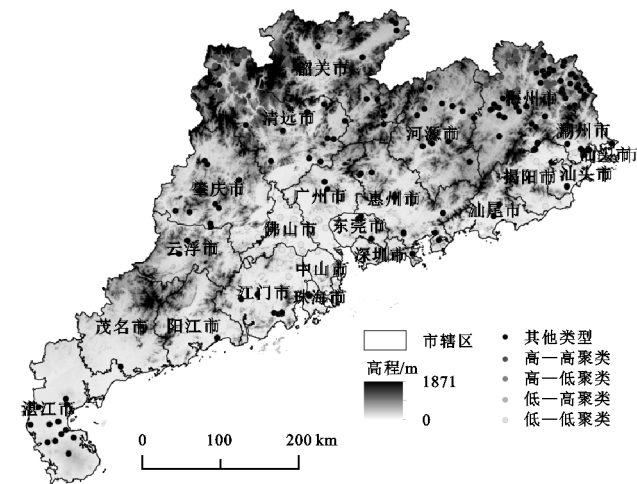 韶关市
清远市
河源市
梅州市
潮州市
汕头市
揭阳市
汕头市
肇庆市
广州市
惠州市
汕尾市
佛山市
东莞市
云浮市
深圳市
中山市
江门市
珠海市
茂名市
阳江市
湛江市
市辖区
高程/m
1871
0
其他类型
高—高聚类
高—低聚类
低—高聚类
低—低聚类
0 100 200 km